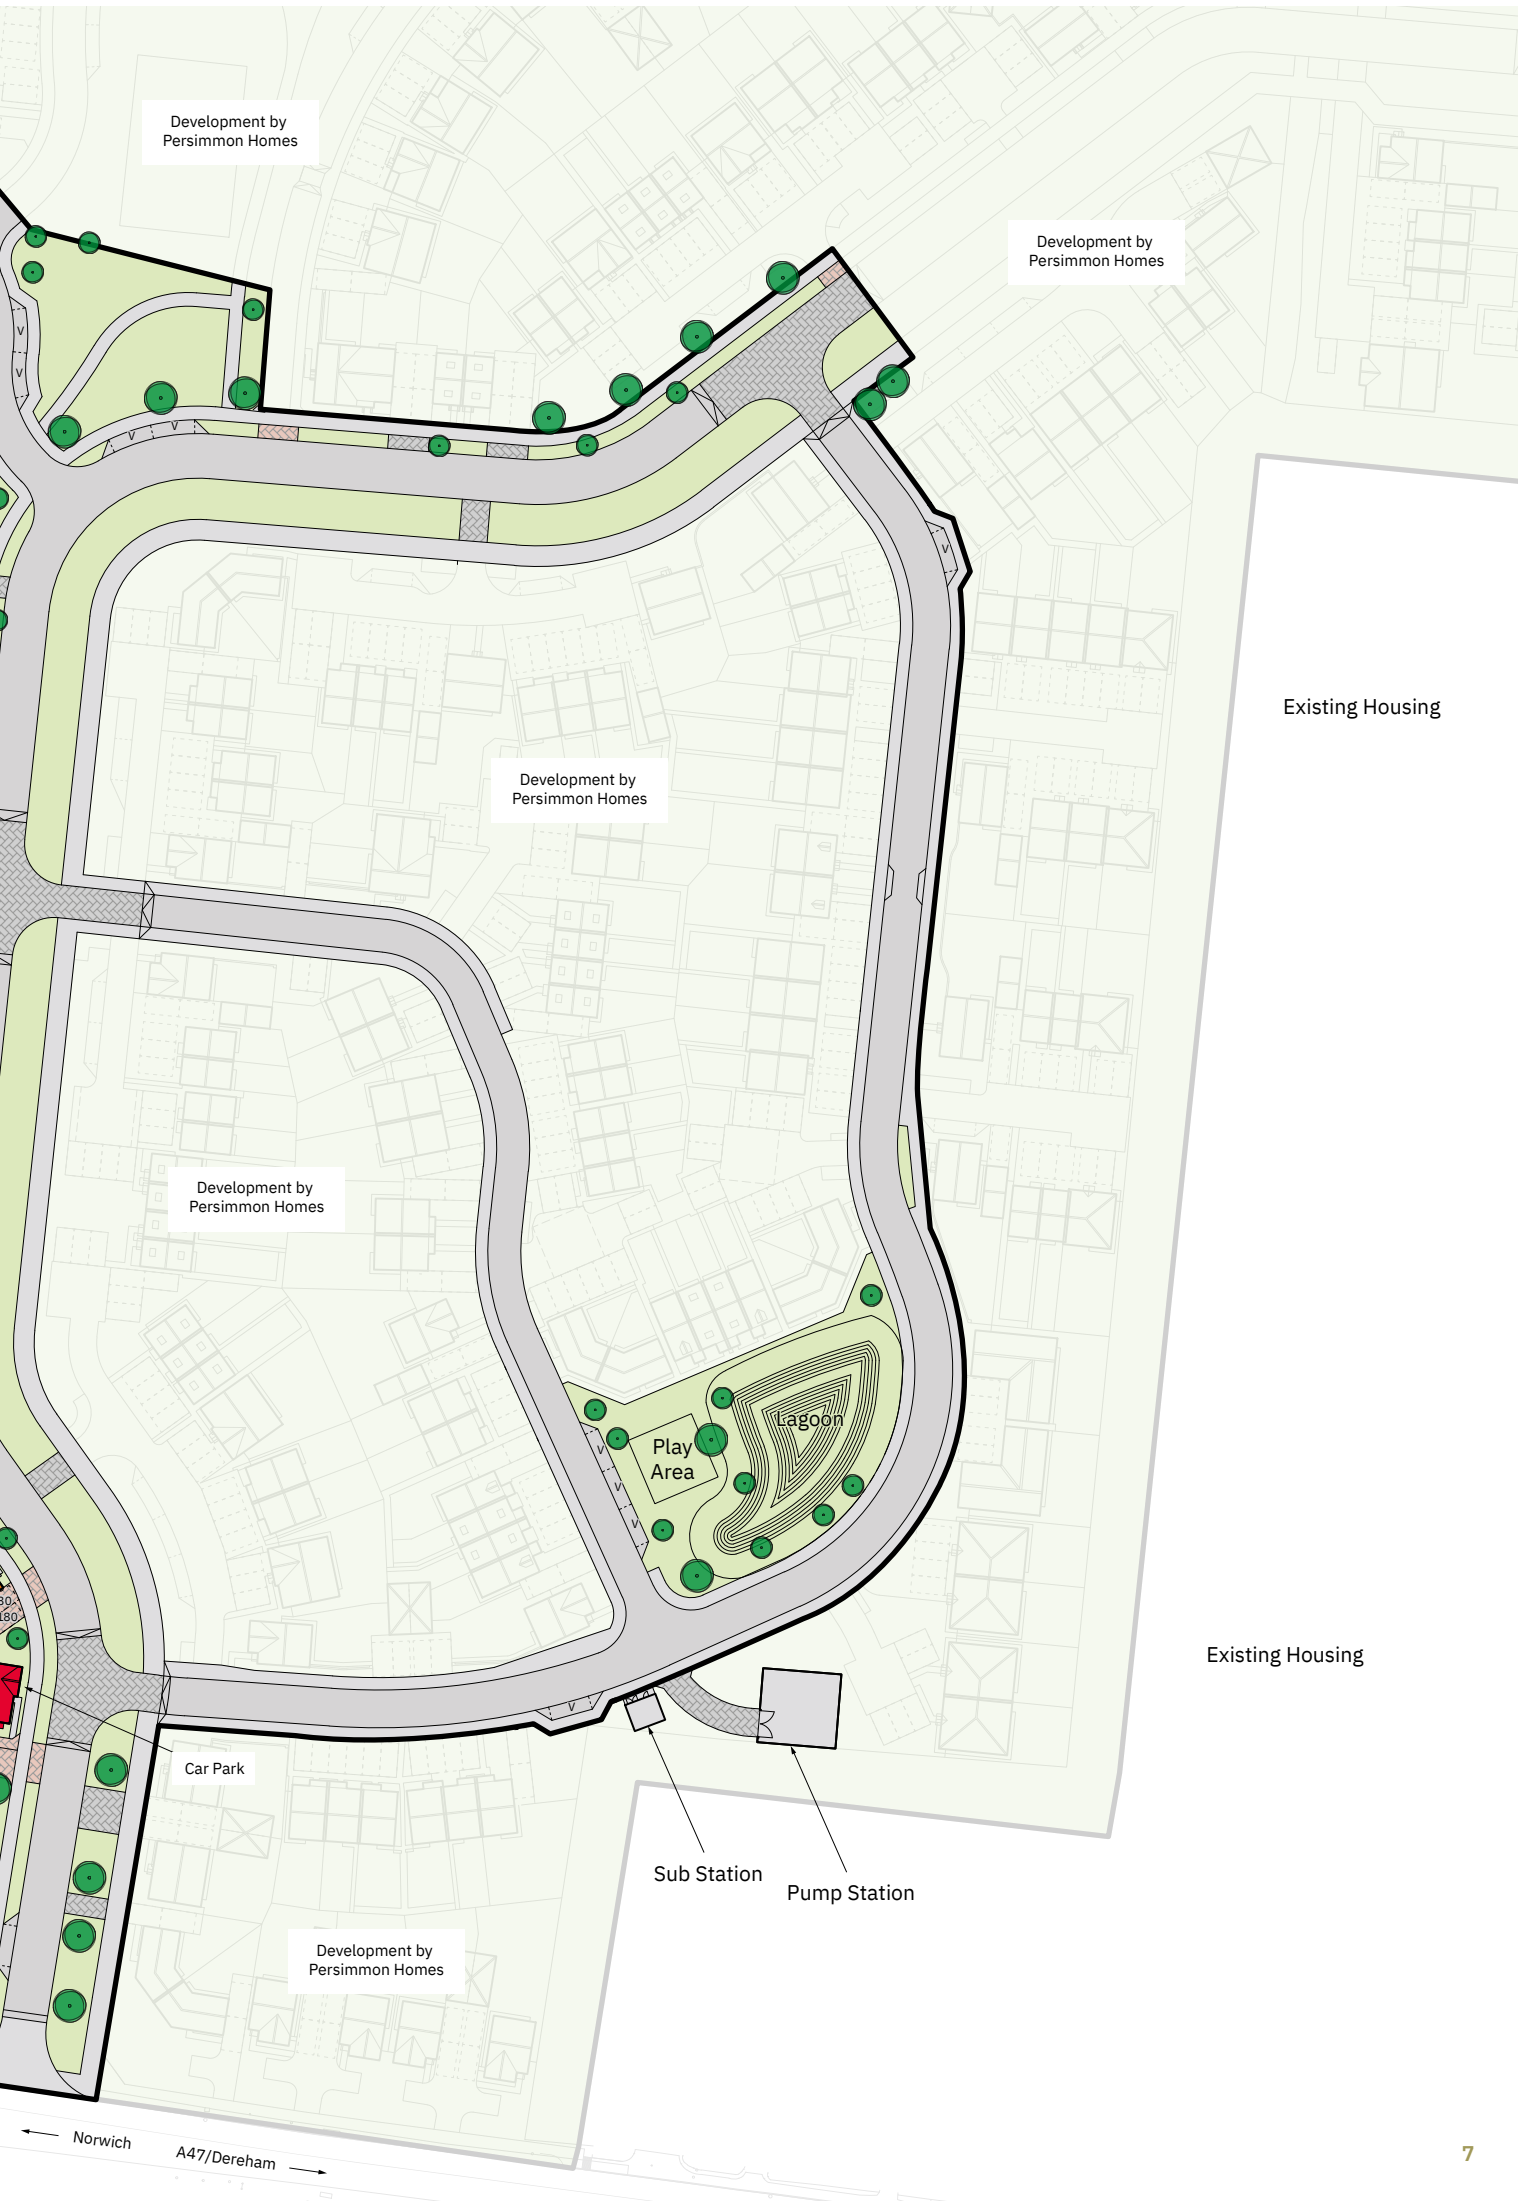 Development by
Persimmon Homes
Development by
Persimmon Homes
V
V
V
V
V
Existing Housing
Development by
Persimmon Homes
Development by
Persimmon Homes
Lagoon
Play
Area
V
V
V
180
Existing Housing
V
Car Park
Sub Station
Pump Station
Development by
Persimmon Homes
Norwich
A47/Dereham
7